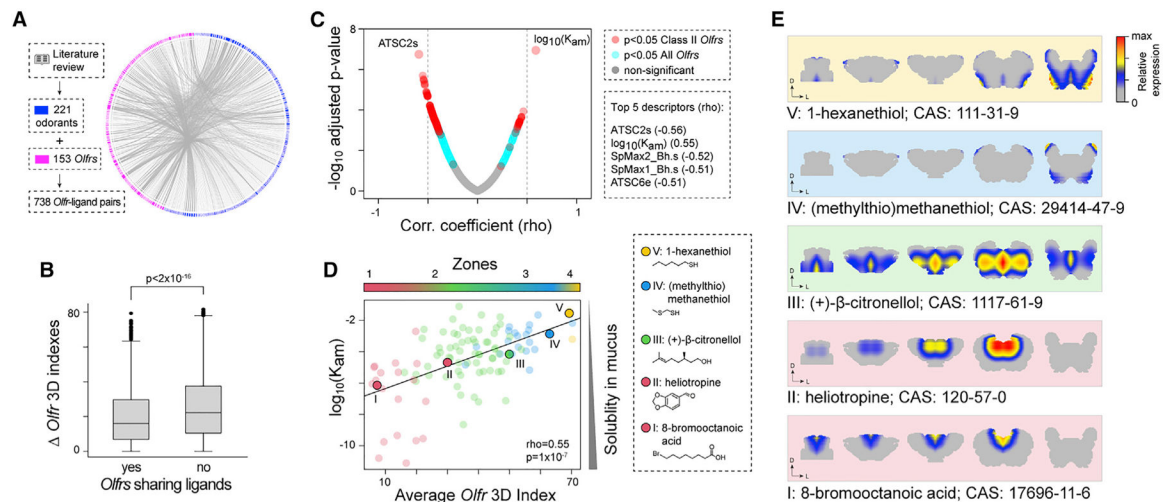 A
Literature
review
221
odorants
+
153 Olfrs
738 Olfr-ligand pairs
B
p<2x10⁻¹⁶
80
0
Δ Olfr 3D indexes
yes
no
Olfrs sharing ligands
C
8
0
-log₁₀ adjusted p-value
ATSC2s
log₁₀(Kam)
-1
0
1
Corr. coefficient (rho)
p<0.05 Class II Olfrs
p<0.05 All Olfrs
non-significant
Top 5 descriptors (rho):
ATSC2s (-0.56)
log₁₀(Kam) (0.55)
SpMax2_Bh.s (-0.52)
SpMax1_Bh.s (-0.51)
ATSC6e (-0.51)
D
Zones
1
2
3
4
-2
-10
log₁₀(Kam)
I
II
III
IV
V
rho=0.55
p=1x10⁻⁷
10
70
Average Olfr 3D Index
Solublity in mucus
V: 1-hexanethiol
SH
IV: (methylthio)
methanethiol
S
SH
III: (+)-β-citronellol
OH
II: heliotropine
O
O
O
I: 8-bromooctanoic
acid
Br
O
OH
E
D
L
max
0
Relative
expression
V: 1-hexanethiol; CAS: 111-31-9
D
L
IV: (methylthio)methanethiol; CAS: 29414-47-9
D
L
III: (+)-β-citronellol; CAS: 1117-61-9
D
L
II: heliotropine; CAS: 120-57-0
D
L
I: 8-bromooctanoic acid; CAS: 17696-11-6